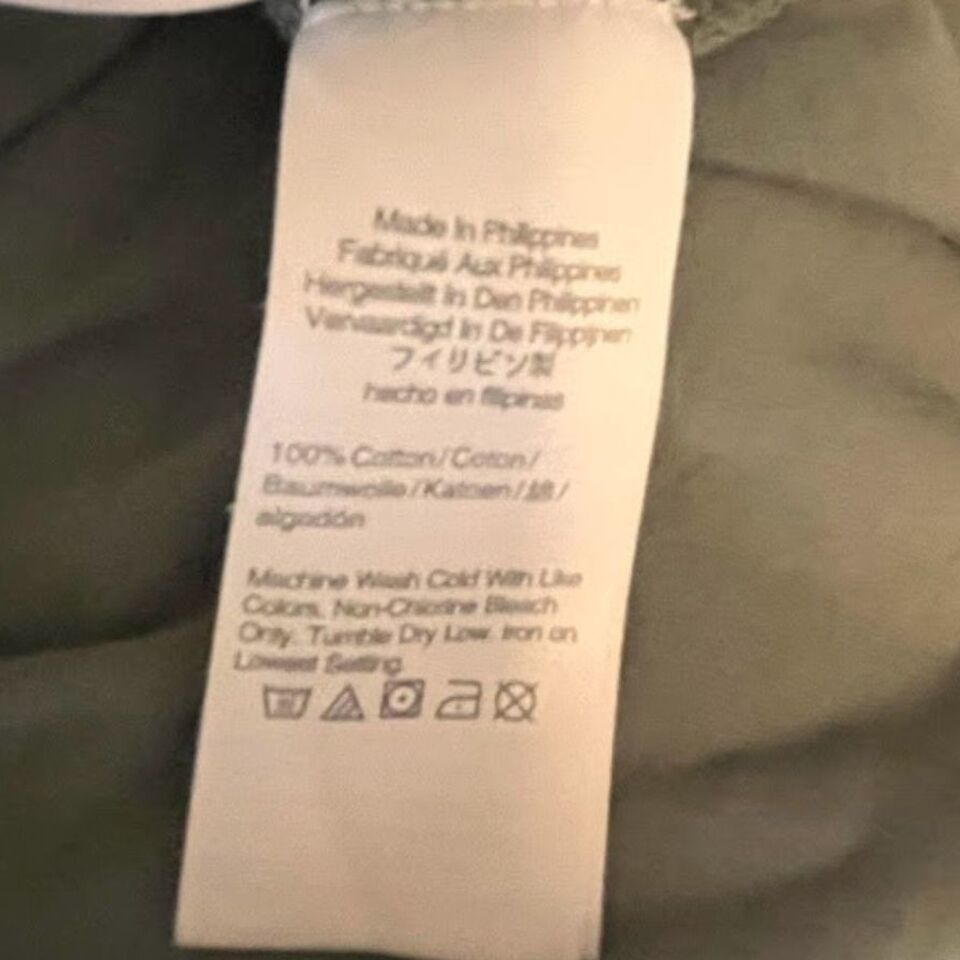 Made In Philippines
Fabriqué Aux Philippines
Hergestellt In Den Philippinen
Vervaardigd In De Filippijnen
フィリピン製
hecho en filipinas
100% Cotton/Coton/
Baumwolle/Katoen/綿/
algodón
Machine Wash Cold With Like
Colors. Non-Chlorine Bleach
Only. Tumble Dry Low. Iron on
Lowest Setting.